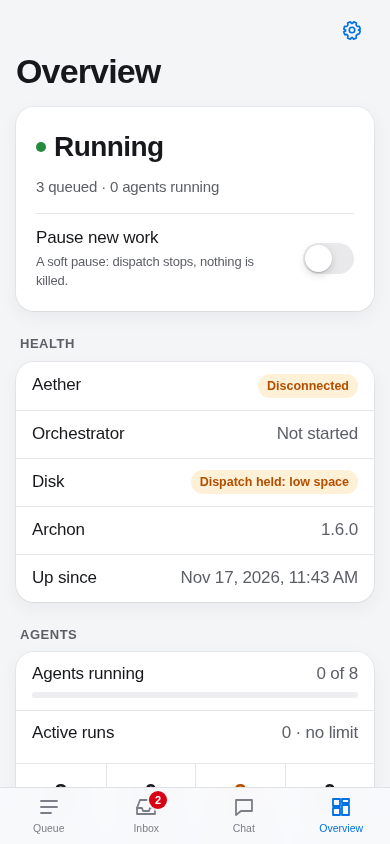 Overview
Running
3 queued · 0 agents running
Pause new work
A soft pause: dispatch stops, nothing is
killed.
HEALTH
Aether Disconnected
Orchestrator Not started
Disk Dispatch held: low space
Archon 1.6.0
Up since Nov 17, 2026, 11:43 AM
AGENTS
Agents running 0 of 8
Active runs 0 · no limit
2
Queue Inbox Chat Overview